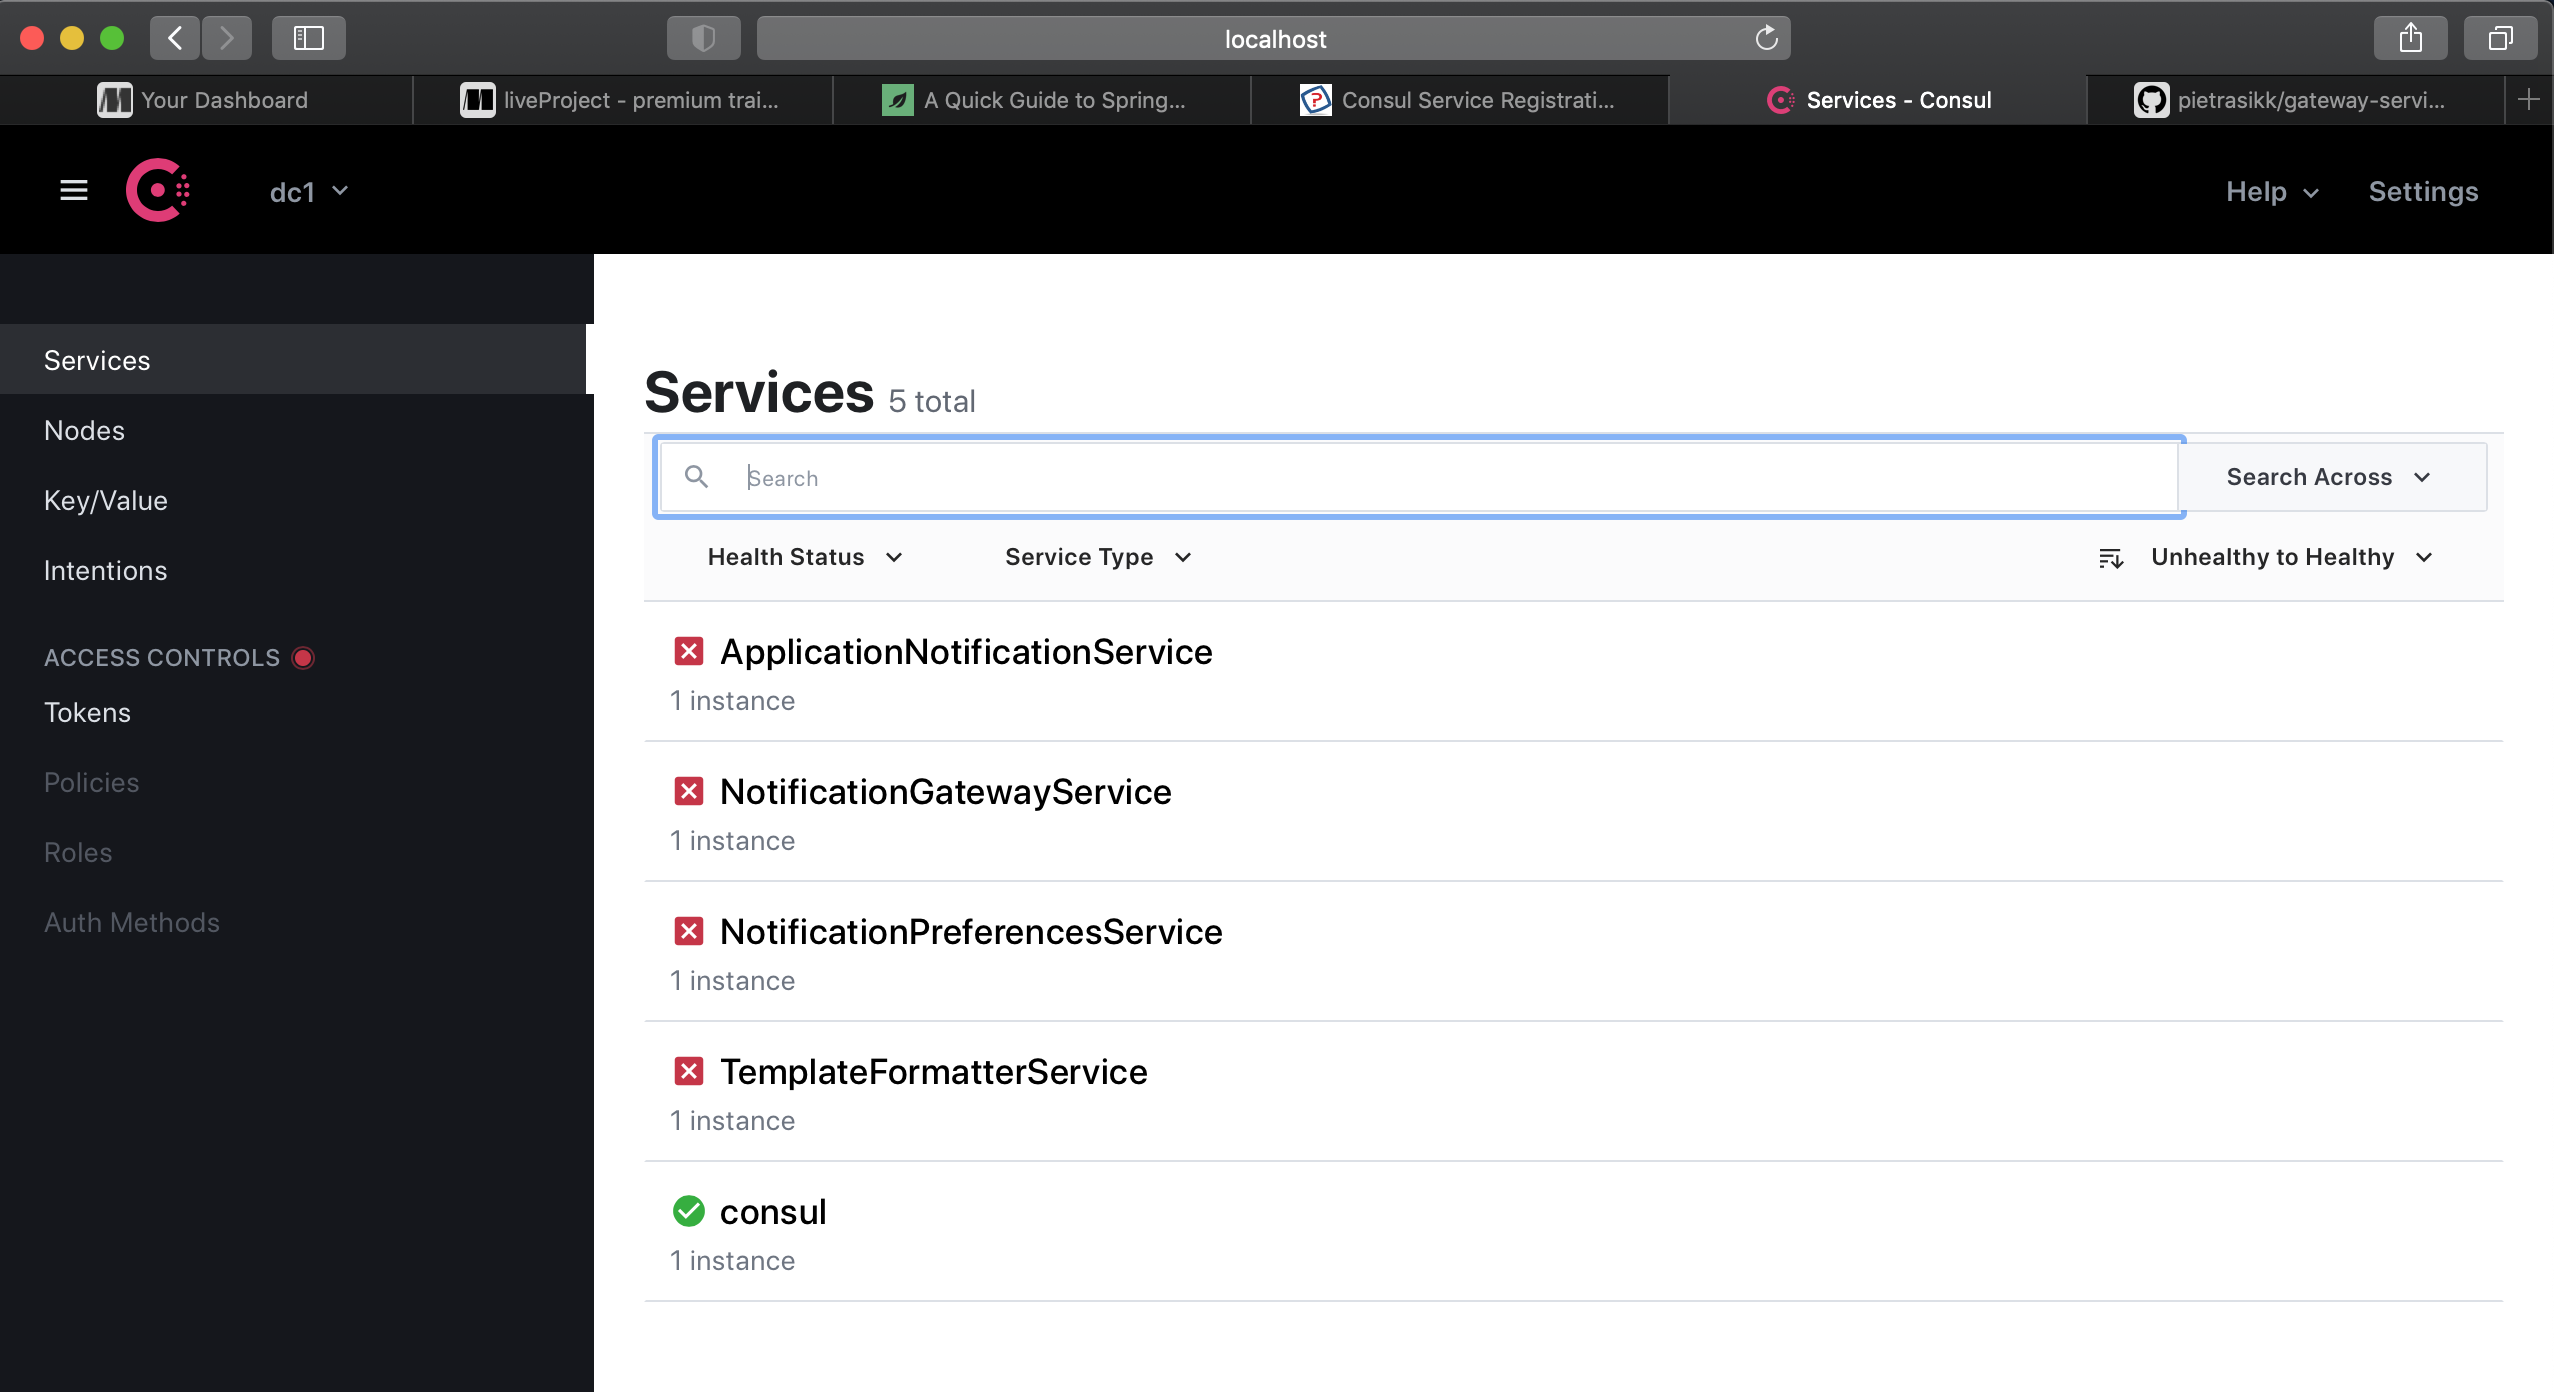 localhost
Your Dashboard
liveProject - premium trai...
A Quick Guide to Spring...
Consul Service Registrati...
Services - Consul
pietrasikk/gateway-servi...
dc1
Help
Settings
Services
Nodes
Key/Value
Intentions
ACCESS CONTROLS
Tokens
Policies
Roles
Auth Methods
Services 5 total
Search
Search Across
Health Status
Service Type
Unhealthy to Healthy
ApplicationNotificationService
1 instance
NotificationGatewayService
1 instance
NotificationPreferencesService
1 instance
TemplateFormatterService
1 instance
consul
1 instance